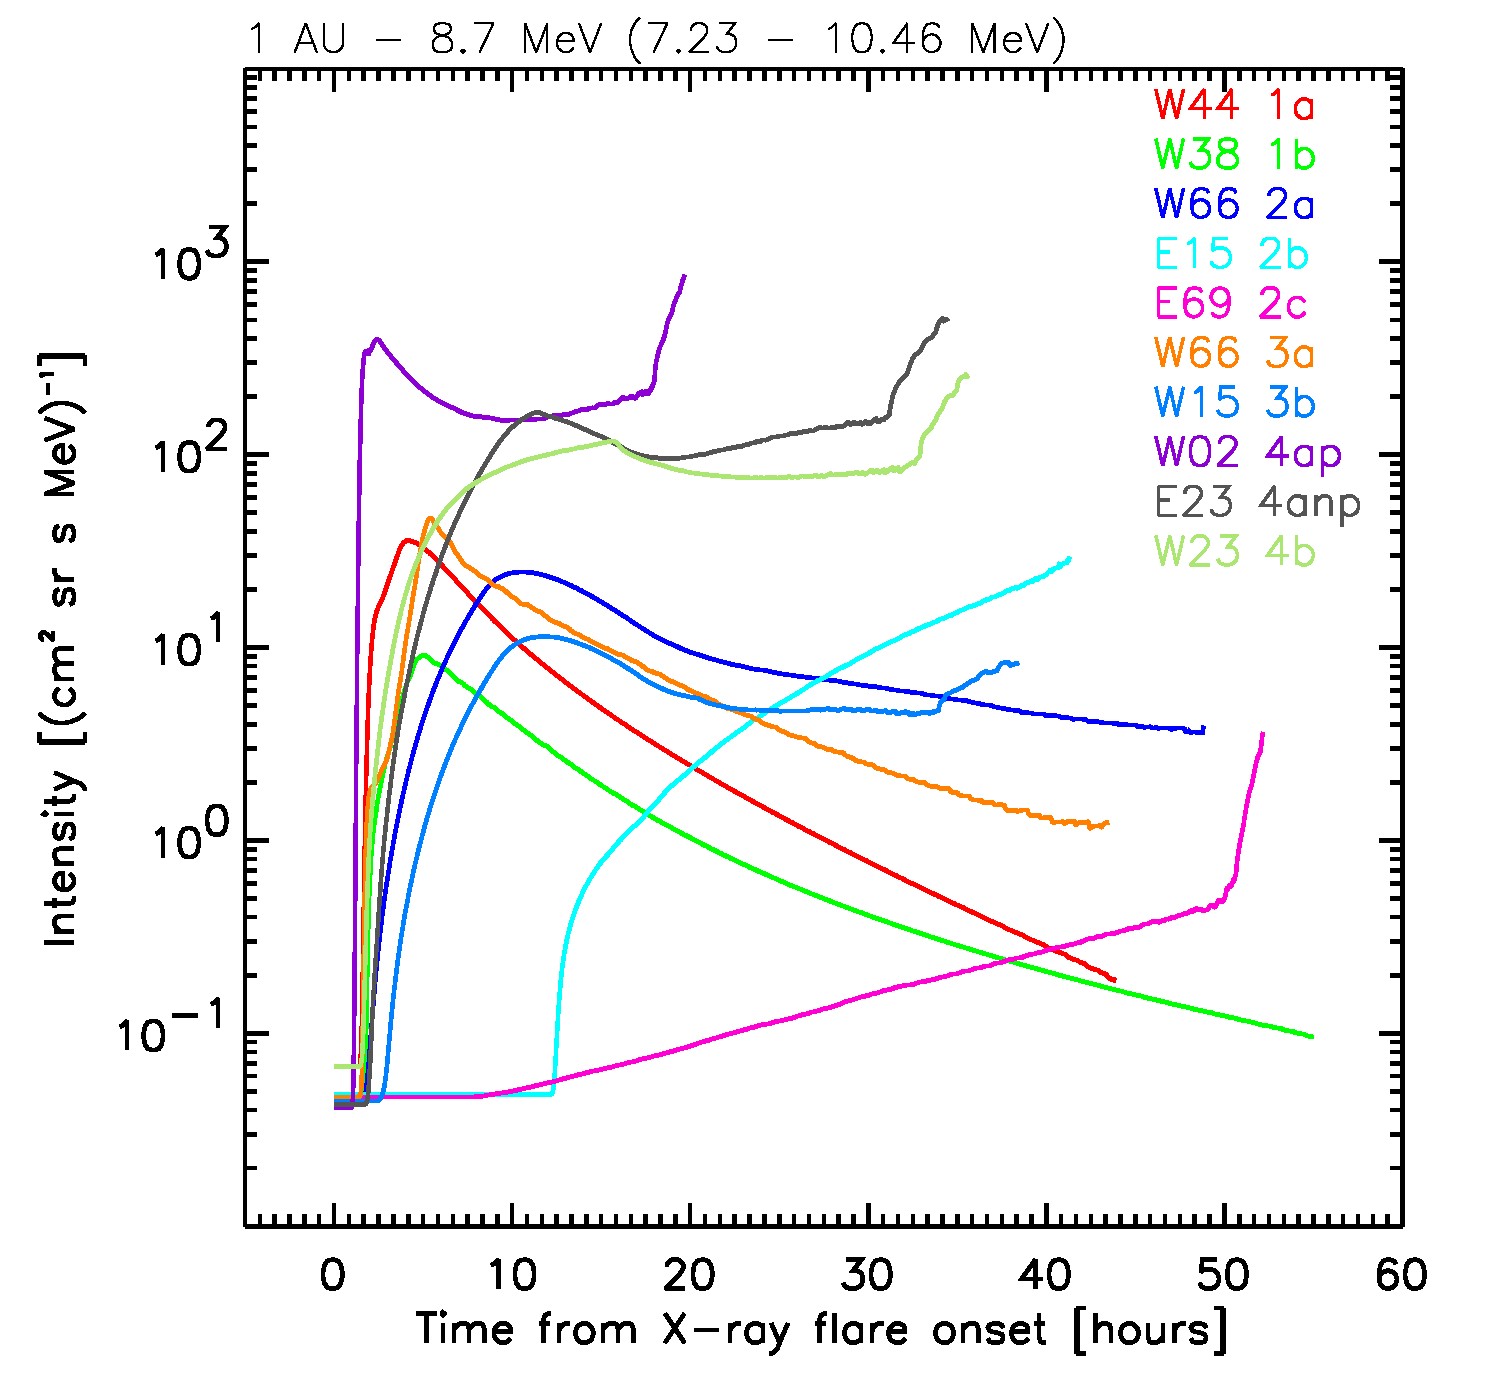 1 AU − 8.7 MeV (7.23 − 10.46 MeV)
W44 1a
W38 1b
W66 2a
E15 2b
E69 2c
W66 3a
W15 3b
W02 4ap
E23 4anp
W23 4b
10³
10²
10¹
10⁰
10⁻¹
Intensity [(cm² sr s MeV)⁻¹]
0 10 20 30 40 50 60
Time from X−ray flare onset [hours]